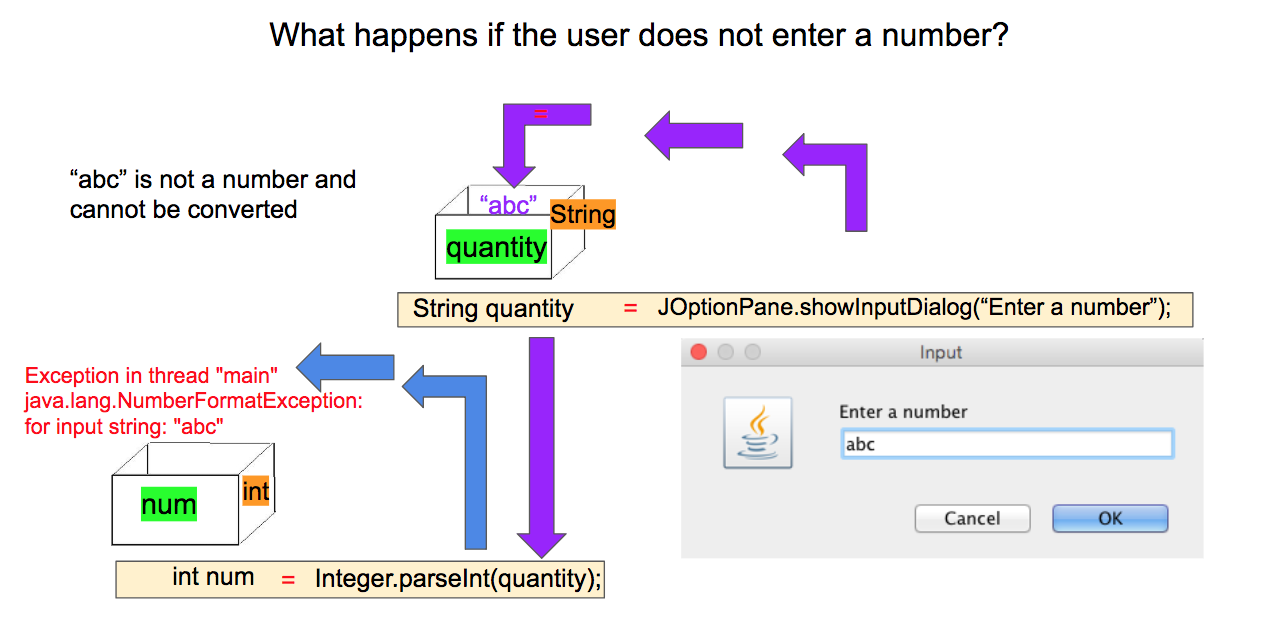 What happens if the user does not enter a number?
=
“abc” is not a number and
cannot be converted
“abc”
String
quantity
String quantity = JOptionPane.showInputDialog(“Enter a number”);
Input
Exception in thread "main"
java.lang.NumberFormatException:
for input string: "abc"
Enter a number
abc
num
int
Cancel
OK
int num = Integer.parseInt(quantity);